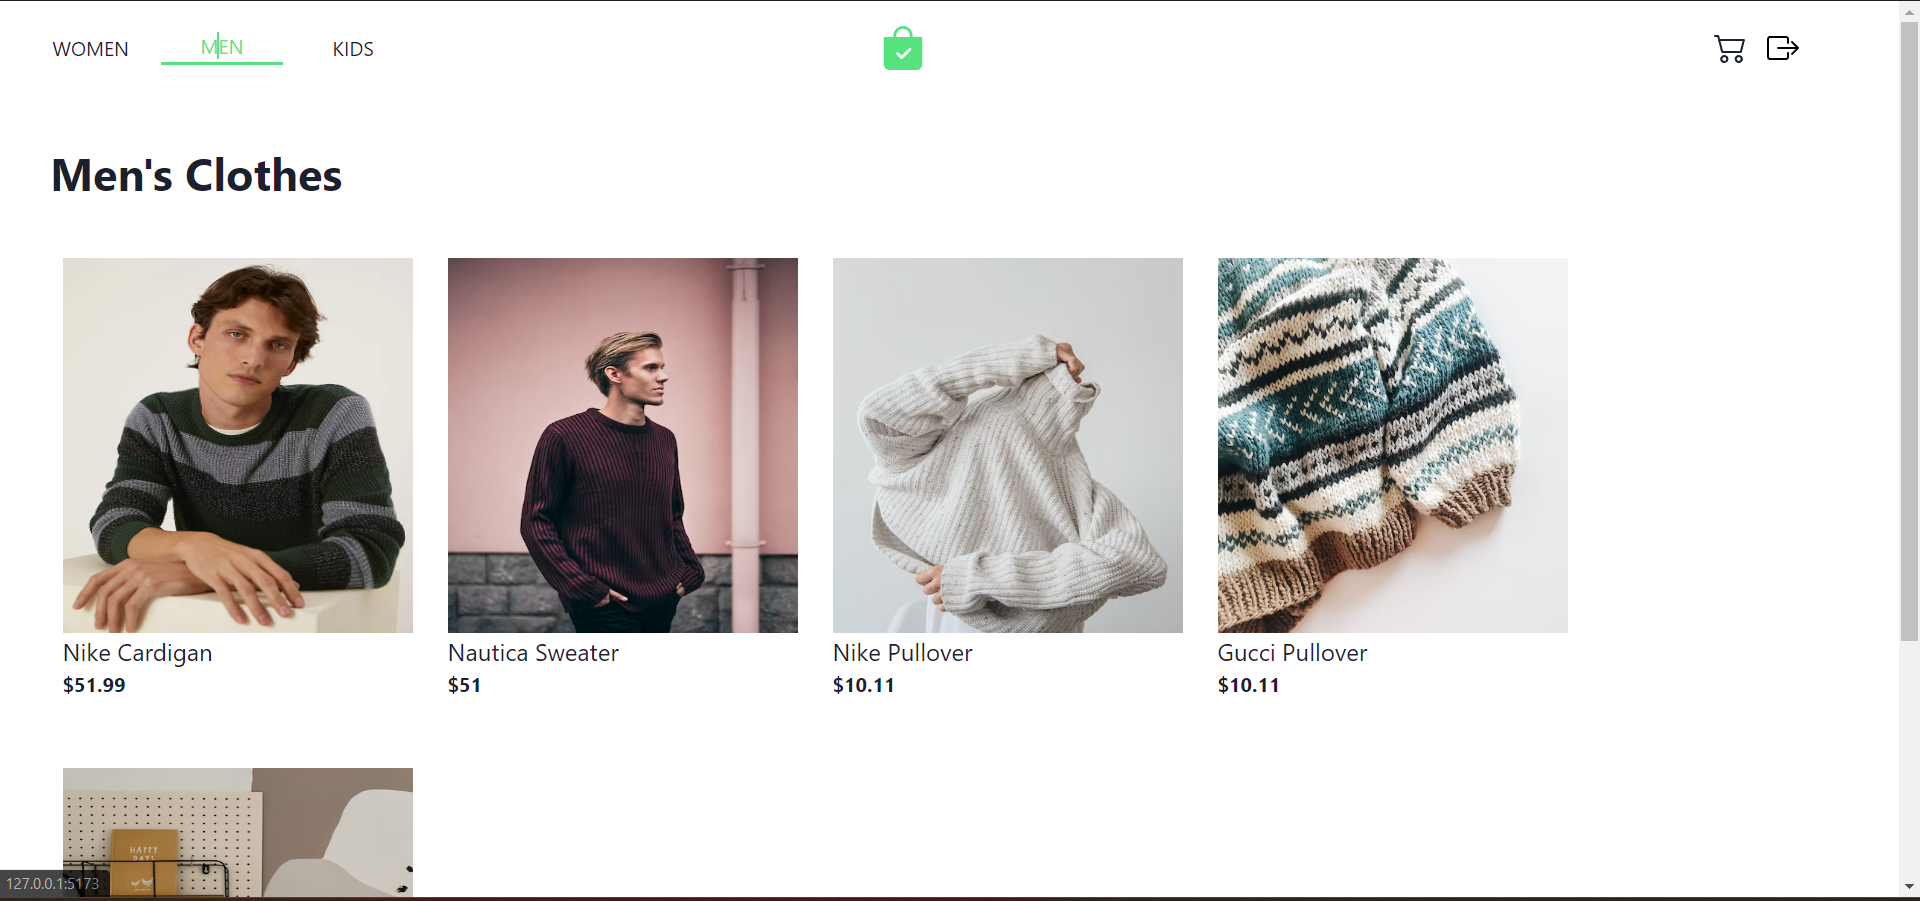 WOMEN
MEN
KIDS
Men's Clothes
Nike Cardigan
$51.99
Nautica Sweater
$51
Nike Pullover
$10.11
Gucci Pullover
$10.11
HAPPY
DAYS
127.0.0.1:5173